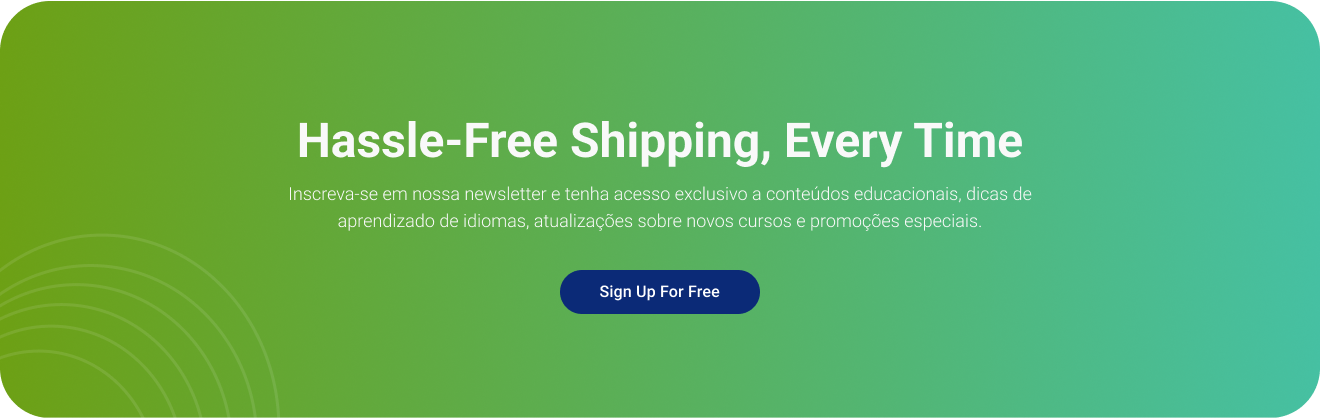 Hassle-Free Shipping, Every Time
Inscreva-se em nossa newsletter e tenha acesso exclusivo a conteúdos educacionais, dicas de
aprendizado de idiomas, atualizações sobre novos cursos e promoções especiais.
Sign Up For Free